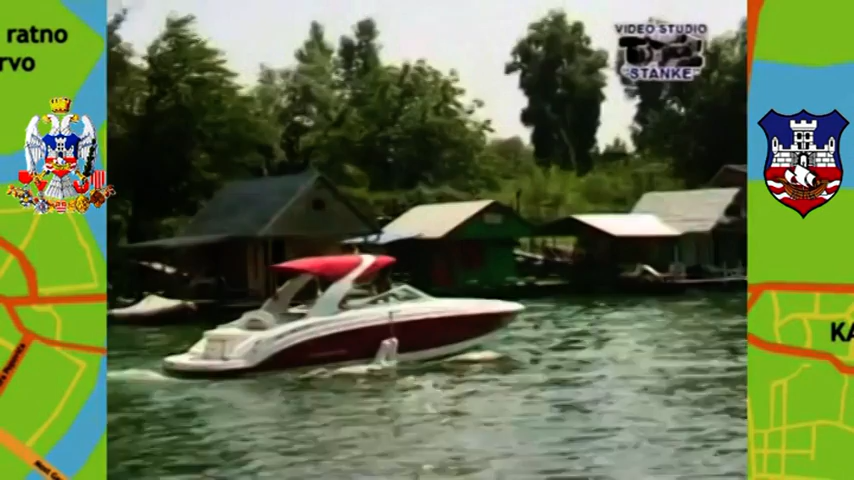 ratno
rvo
VIDEO STUDIO
"STANKE"
KA